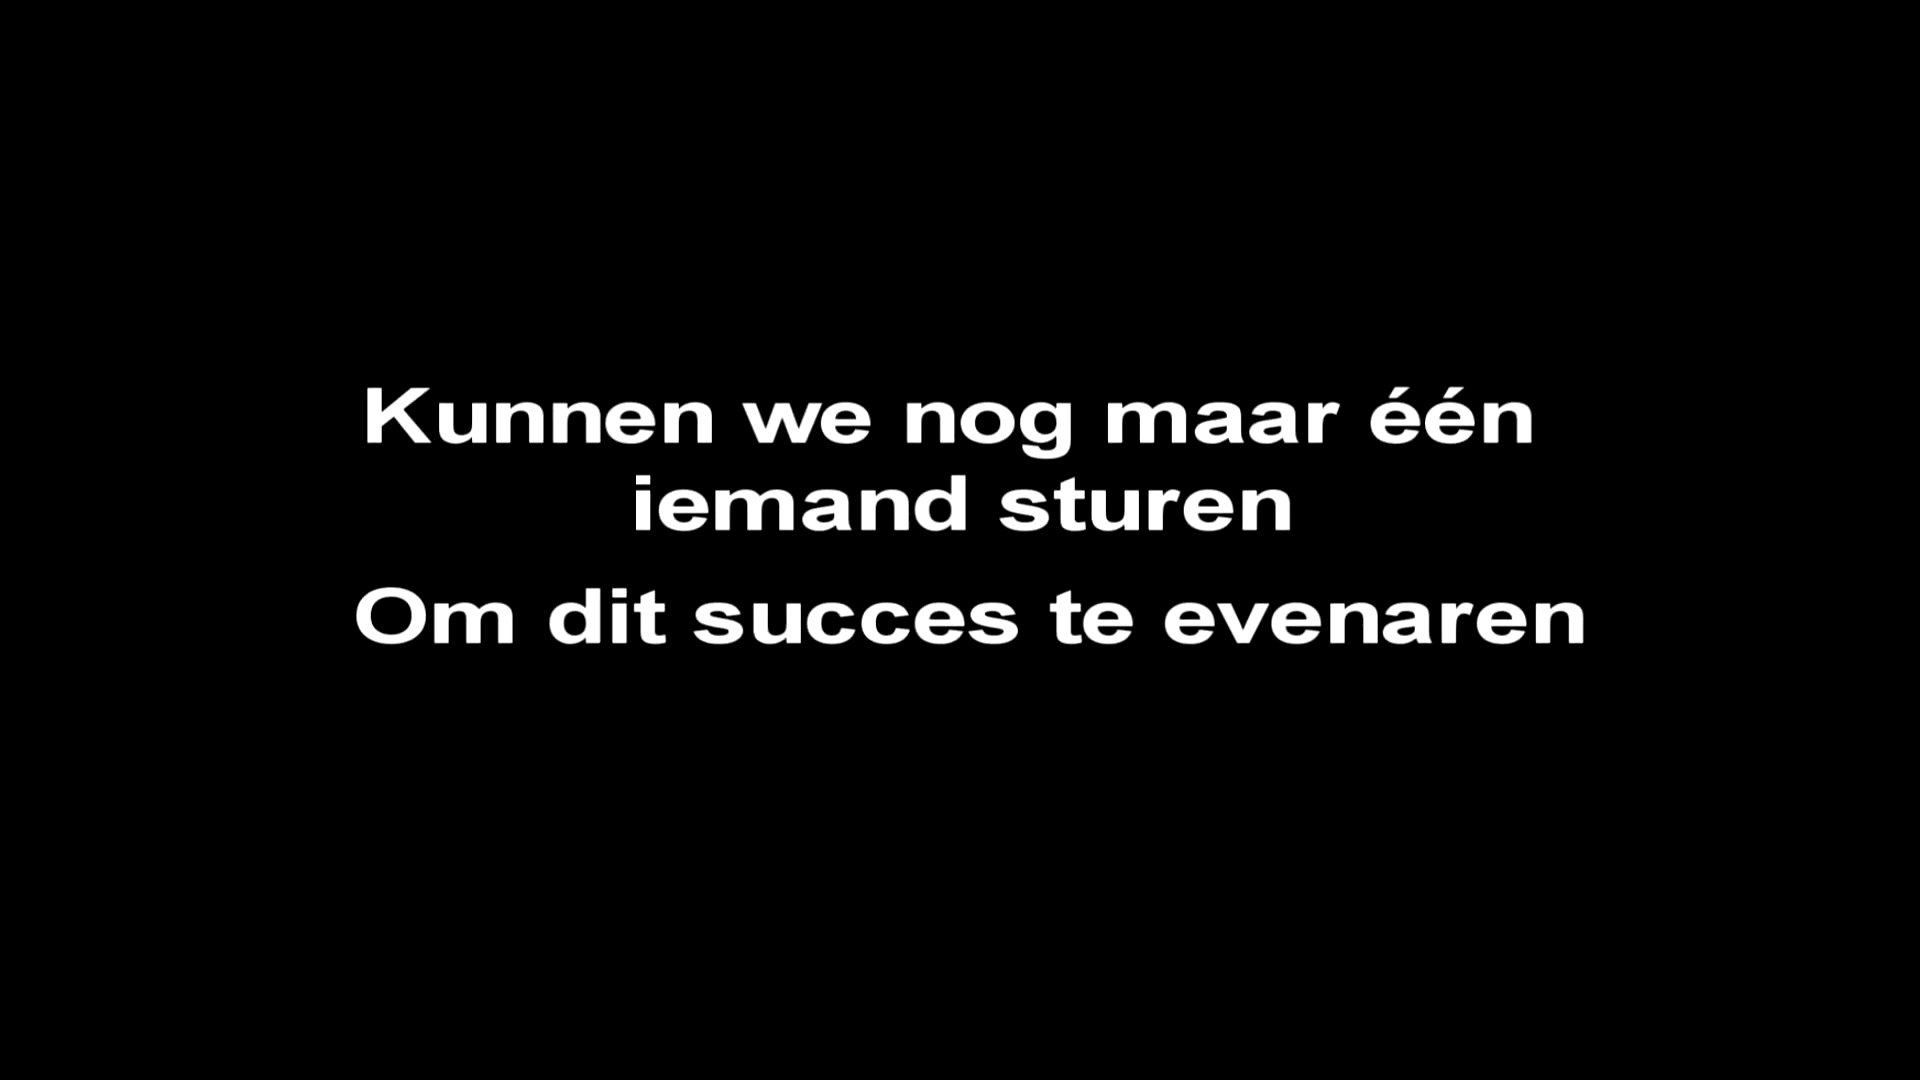 Kunnen we nog maar één
iemand sturen
Om dit succes te evenaren